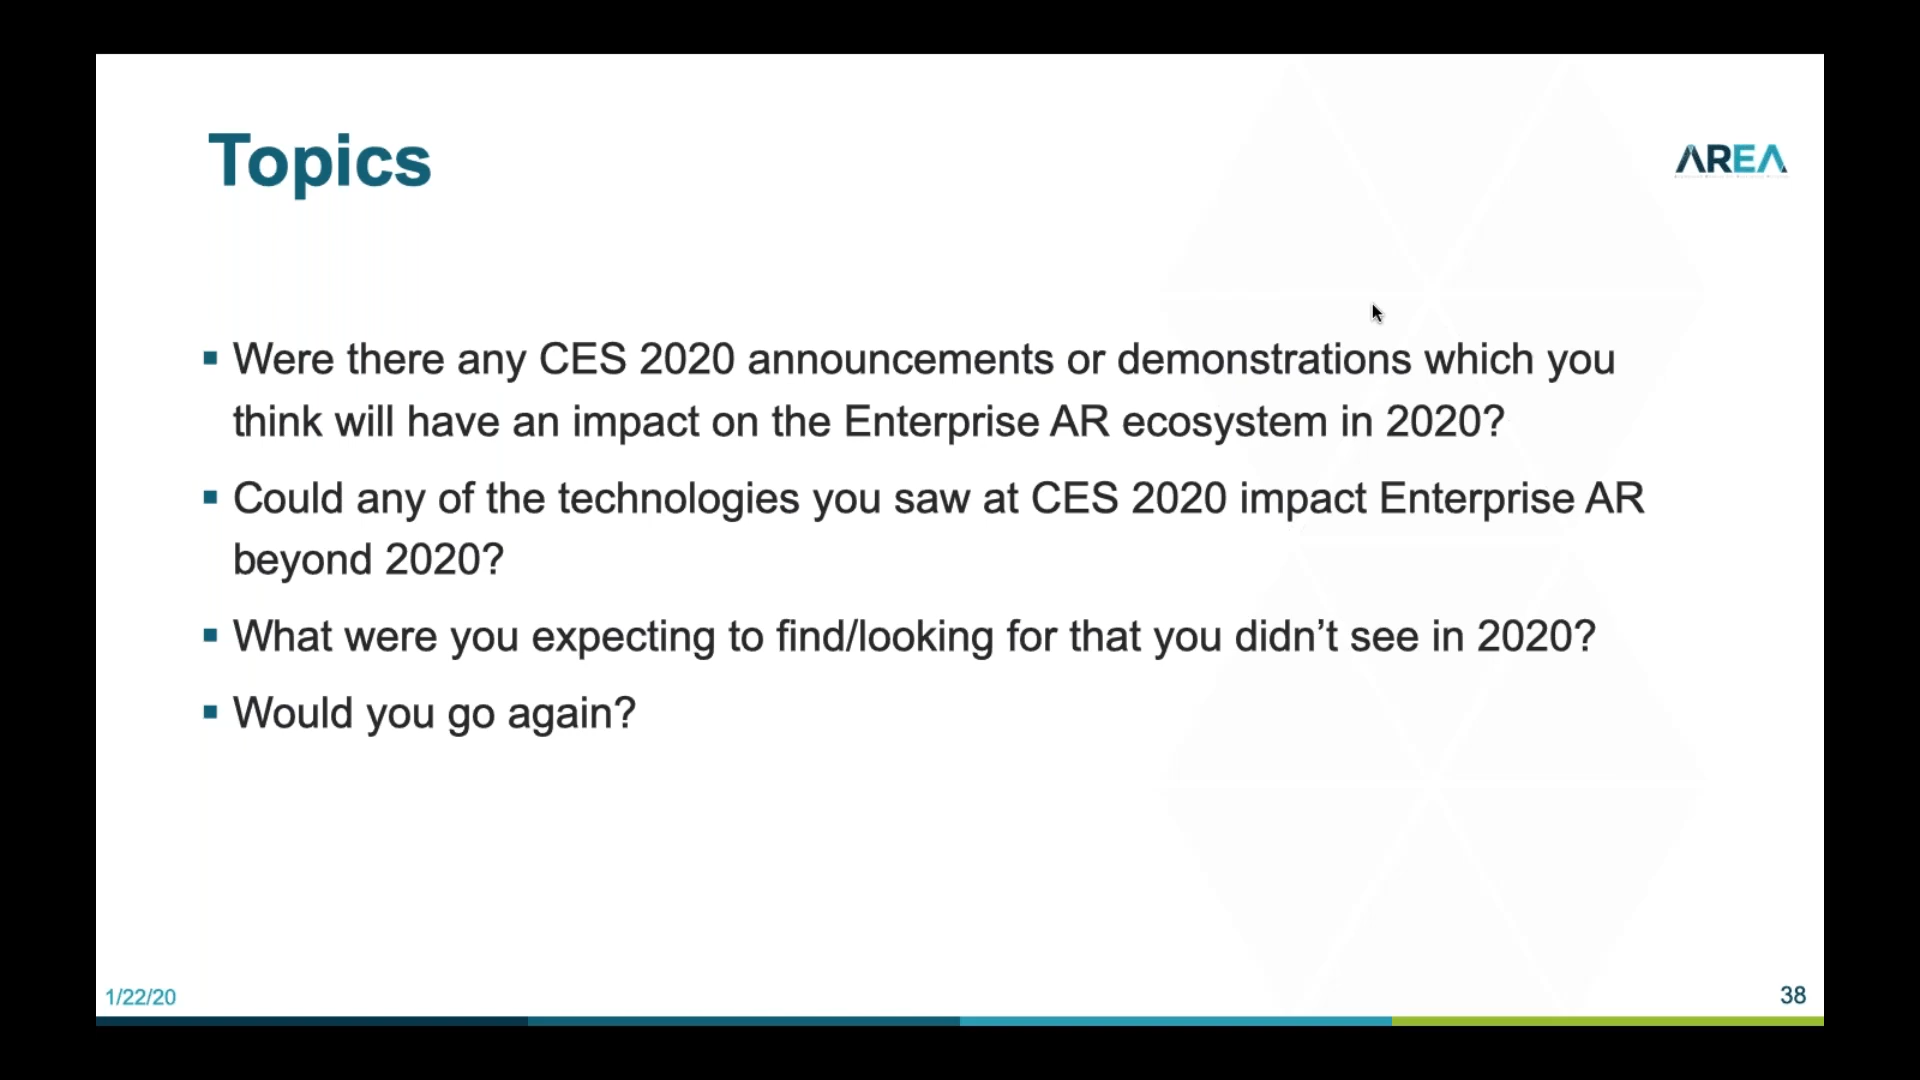 Topics
AREA
▪ Were there any CES 2020 announcements or demonstrations which you
think will have an impact on the Enterprise AR ecosystem in 2020?
▪ Could any of the technologies you saw at CES 2020 impact Enterprise AR
beyond 2020?
▪ What were you expecting to find/looking for that you didn’t see in 2020?
▪ Would you go again?
1/22/20
38